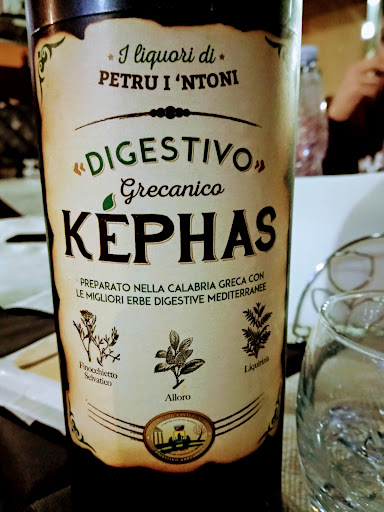 I liquori di
PETRU I 'NTONI
DIGESTIVO
Grecanico
KEPHAS
PREPARATO NELLA CALABRIA GRECA CON
LE MIGLIORI ERBE DIGESTIVE MEDITERRANEE
Finocchietto
Selvatico
Alloro
Liquirizia